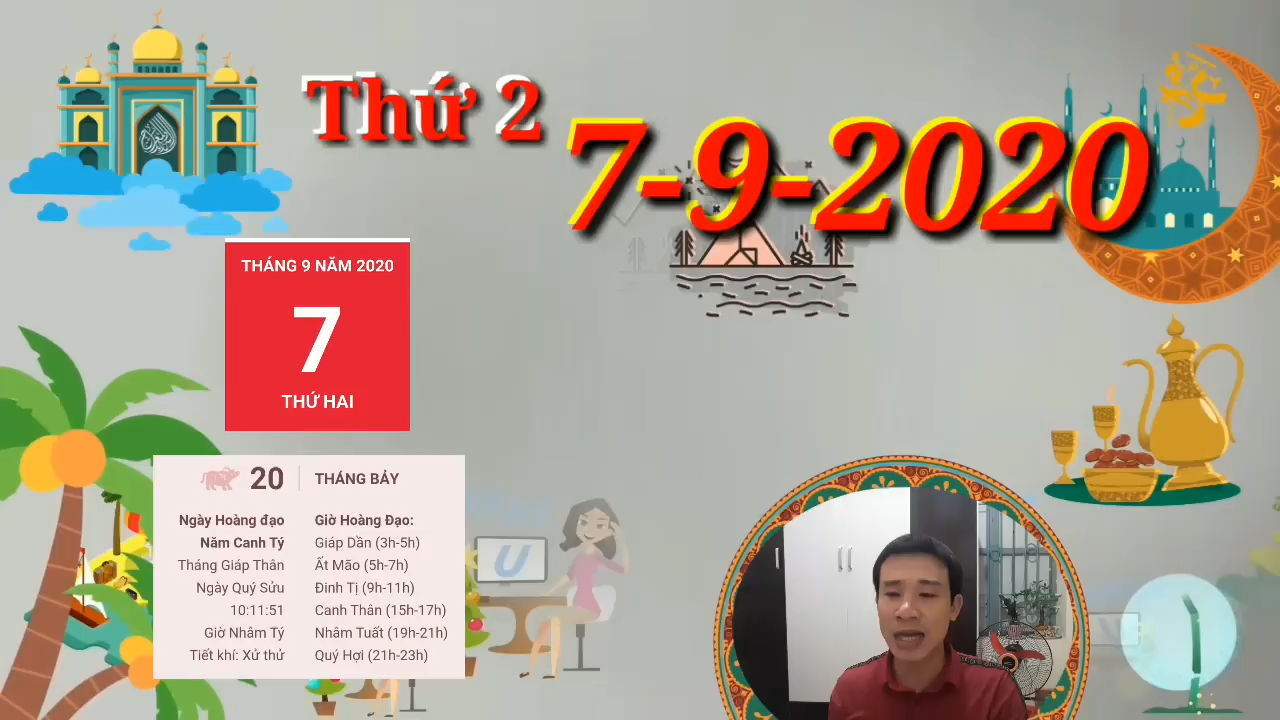 Thứ 2
7-9-2020
THÁNG 9 NĂM 2020
7
THỨ HAI
20 THÁNG BẢY
Ngày Hoàng đạo
Năm Canh Tý
Tháng Giáp Thân
Ngày Quý Sửu
10:11:51
Giờ Nhâm Tý
Tiết khí: Xử thử
Giờ Hoàng Đạo:
Giáp Dần (3h-5h)
Ất Mão (5h-7h)
Đinh Tị (9h-11h)
Canh Thân (15h-17h)
Nhâm Tuất (19h-21h)
Quý Hợi (21h-23h)
U